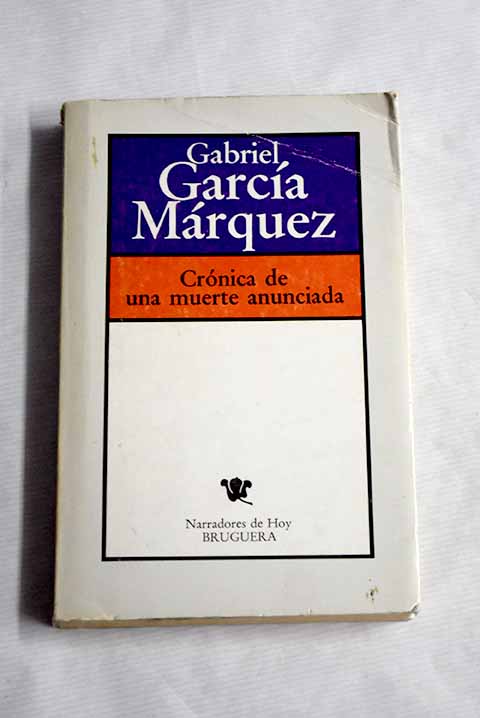 Gabriel
García
Márquez
Crónica de
una muerte anunciada
Narradores de Hoy
BRUGUERA